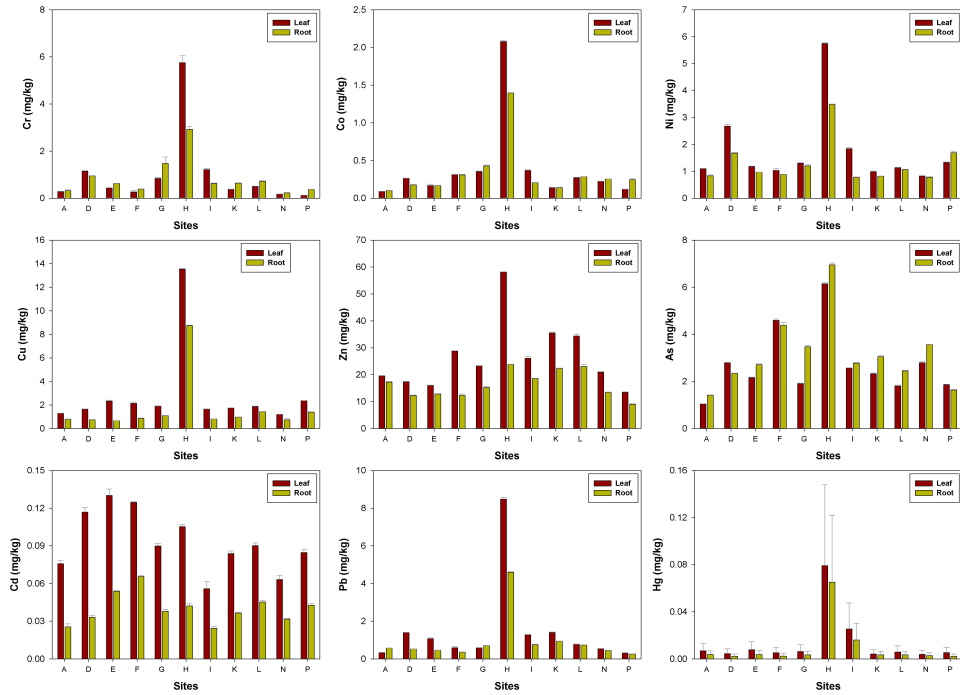 8
6
4
2
0
Cr (mg/kg)
Leaf
Root
A D E F G H I K L N P
Sites
2.5
2.0
1.5
1.0
0.5
0.0
Co (mg/kg)
Leaf
Root
A D E F G H I K L N P
Sites
7
6
5
4
3
2
1
0
Ni (mg/kg)
Leaf
Root
A D E F G H I K L N P
Sites
16
14
12
10
8
6
4
2
0
Cu (mg/kg)
Leaf
Root
A D E F G H I K L N P
Sites
70
60
50
40
30
20
10
0
Zn (mg/kg)
Leaf
Root
A D E F G H I K L N P
Sites
8
6
4
2
0
As (mg/kg)
Leaf
Root
A D E F G H I K L N P
Sites
0.15
0.12
0.09
0.06
0.03
0.00
Cd (mg/kg)
Leaf
Root
A D E F G H I K L N P
Sites
10
8
6
4
2
0
Pb (mg/kg)
Leaf
Root
A D E F G H I K L N P
Sites
0.16
0.12
0.08
0.04
0.00
Hg (mg/kg)
Leaf
Root
A D E F G H I K L N P
Sites